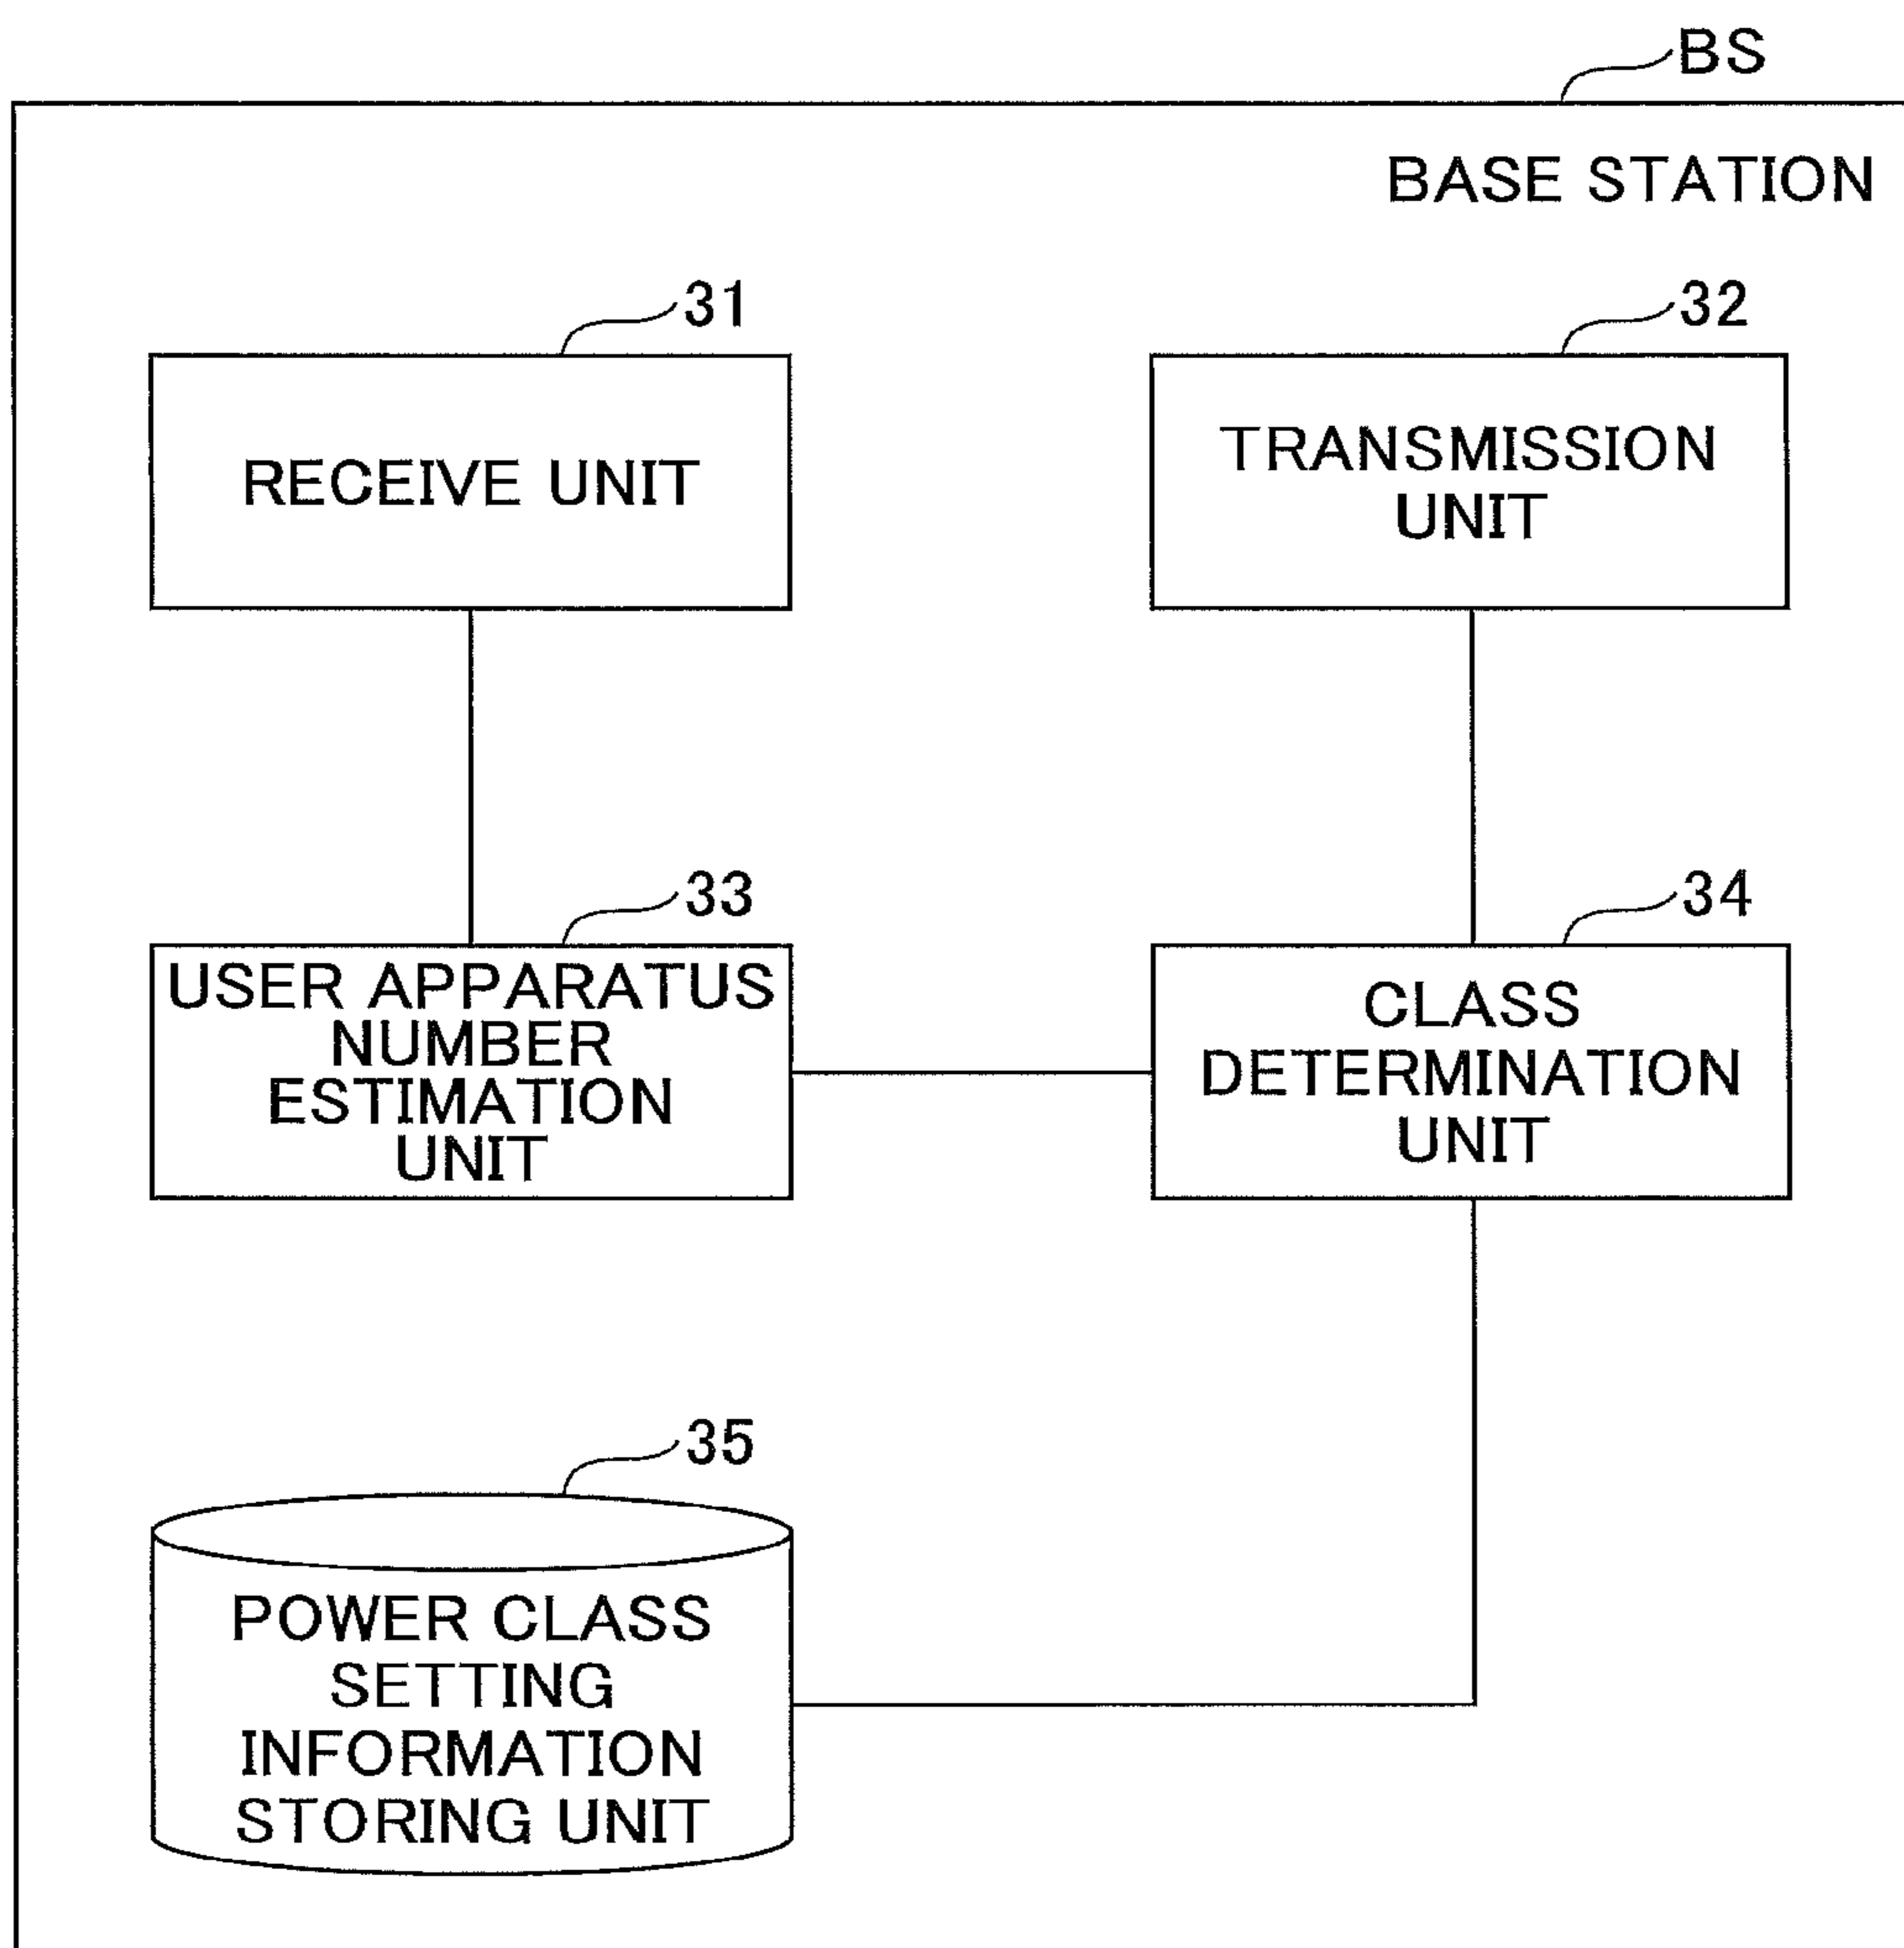 BS
BASE STATION
31
RECEIVE UNIT
32
TRANSMISSION
UNIT
33
USER APPARATUS
NUMBER
ESTIMATION
UNIT
34
CLASS
DETERMINATION
UNIT
35
POWER CLASS
SETTING
INFORMATION
STORING UNIT